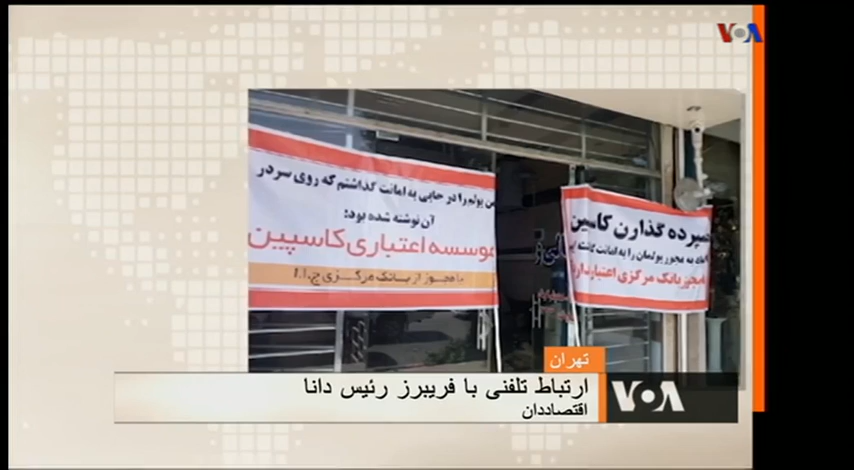 VOA
من پولم را در جایی به امانت گذاشتم که روی سردر
آن نوشته شده بود:
موسسه اعتباری کاسپین
با مجوز از بانک مرکزی ج.ا.ا
سپرده گذارن کاسپین
به مجوز پولمان را به امانت
مجوز بانک مرکزی اعتبار
تهران
ارتباط تلفنی با فریبرز رئیس دانا
اقتصاددان
VOA